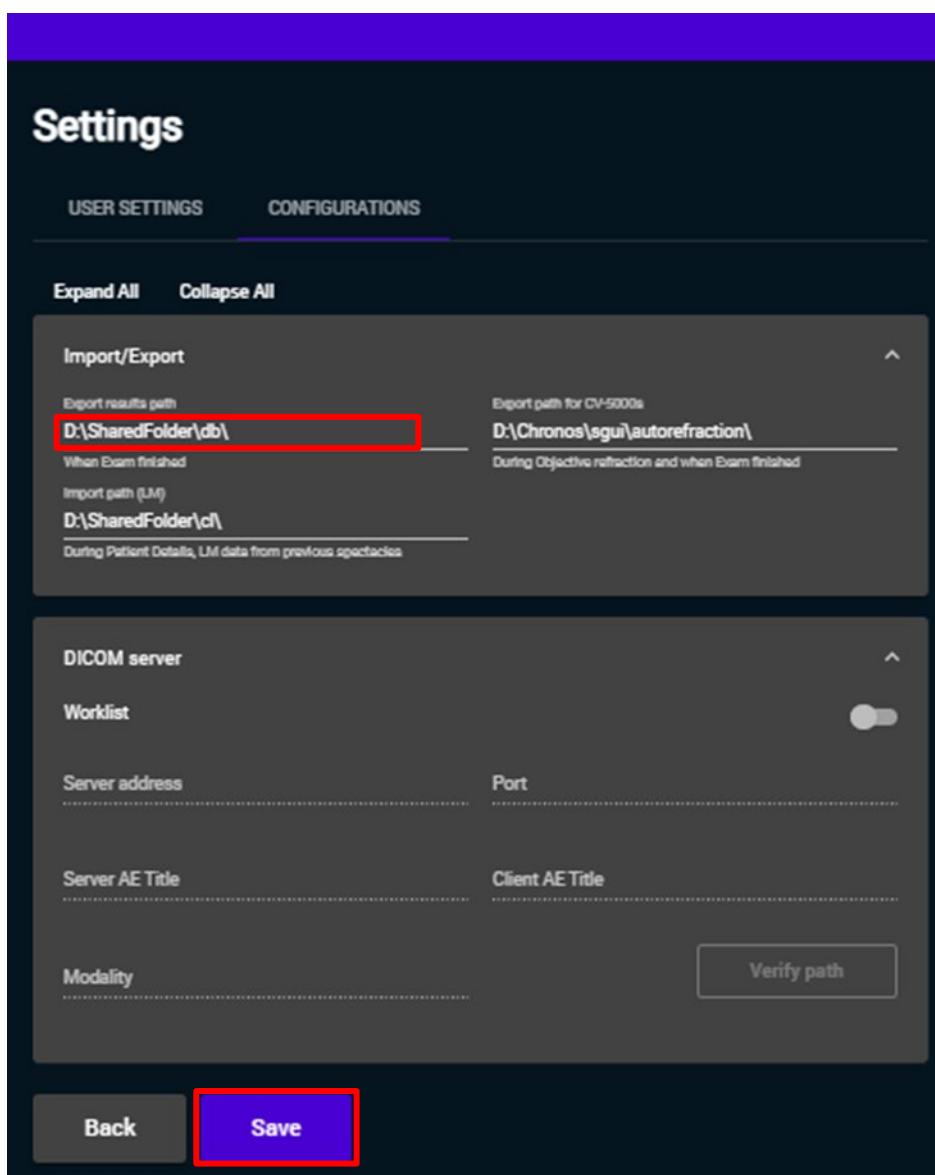 Settings
USER SETTINGS CONFIGURATIONS
Expand All Collapse All
Import/Export
Export results path Export path for CV-5000s
D:\SharedFolder\db\ D:\Chronos\sgui\autorefraction\
When Exam finished During Objective refraction and when Exam finished
Import path (LM)
D:\SharedFolder\cl\
During Patient Details, LM data from previous spectacles
DICOM server
Worklist
Server address Port
Server AE Title Client AE Title
Modality Verify path
Back Save